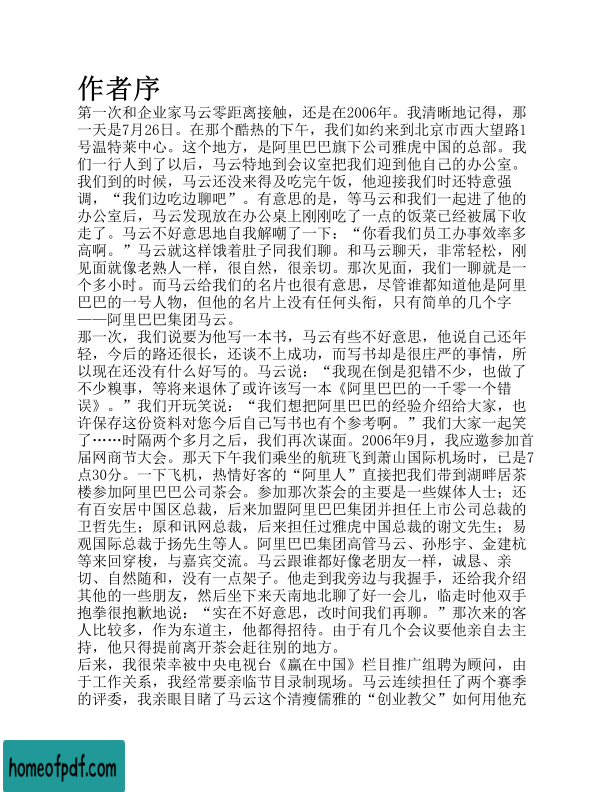 作者序
第一次和企业家马云零距离接触，还是在2006年。我清晰地记得，那
一天是7月26日。在那个酷热的下午，我们如约来到北京市西大望路1
号温特莱中心。这个地方，是阿里巴巴旗下公司雅虎中国的总部。我
们一行人到了以后，马云特地到会议室把我们迎到他自己的办公室。
我们到的时候，马云还没来得及吃完午饭，他迎接我们时还特意强
调，“我们边吃边聊吧”。有意思的是，等马云和我们一起进了他的
办公室后，马云发现放在办公桌上刚刚吃了一点的饭菜已经被属下收
走了。马云不好意思地自我解嘲了一下：“你看我们员工办事效率多
高啊。”马云就这样饿着肚子同我们聊。和马云聊天，非常轻松，刚
见面就像老熟人一样，很自然，很亲切。那次见面，我们一聊就是一
个多小时。而马云给我们的名片也很有意思，尽管谁都知道他是阿里
巴巴的一号人物，但他的名片上没有任何头衔，只有简单的几个字
——阿里巴巴集团马云。
那一次，我们说要为他写一本书，马云有些不好意思，他说自己还年
轻，今后的路还很长，还谈不上成功，而写书却是很庄严的事情，所
以现在还没有什么好写的。马云说：“我现在倒是犯错不少，也做了
不少糗事，等将来退休了或许该写一本《阿里巴巴的一千零一个错
误》。”我们开玩笑说：“我们想把阿里巴巴的经验介绍给大家，也
许保存这份资料对您今后自己写书也有个参考啊。”我们大家一起笑
了……时隔两个多月之后，我们再次谋面。2006年9月，我应邀参加首
届网商节大会。那天下午我们乘坐的航班飞到萧山国际机场时，已是7
点30分。一下飞机，热情好客的“阿里人”直接把我们带到湖畔居茶
楼参加阿里巴巴公司茶会。参加那次茶会的主要是一些媒体人士；还
有百安居中国区总裁，后来加盟阿里巴巴集团并担任上市公司总裁的
卫哲先生；原和讯网总裁，后来担任过雅虎中国总裁的谢文先生；易
观国际总裁于扬先生等人。阿里巴巴集团高管马云、孙彤宇、金建杭
等来回穿梭，与嘉宾交流。马云跟谁都好像老朋友一样，诚恳、亲
切、自然随和，没有一点架子。他走到我旁边与我握手，还给我介绍
其他的一些朋友，然后坐下来天南地北聊了好一会儿，临走时他双手
抱拳很抱歉地说：“实在不好意思，改时间我们再聊。”那次来的客
人比较多，作为东道主，他都得招待。由于有几个会议要他亲自去主
持，他只得提前离开茶会赶往别的地方。
后来，我很荣幸被中央电视台《赢在中国》栏目推广组聘为顾问，由
于工作关系，我经常要亲临节目录制现场。马云连续担任了两个赛季
的评委，我亲眼目睹了马云这个清瘦儒雅的“创业教父”如何用他充
homeofpdf.com